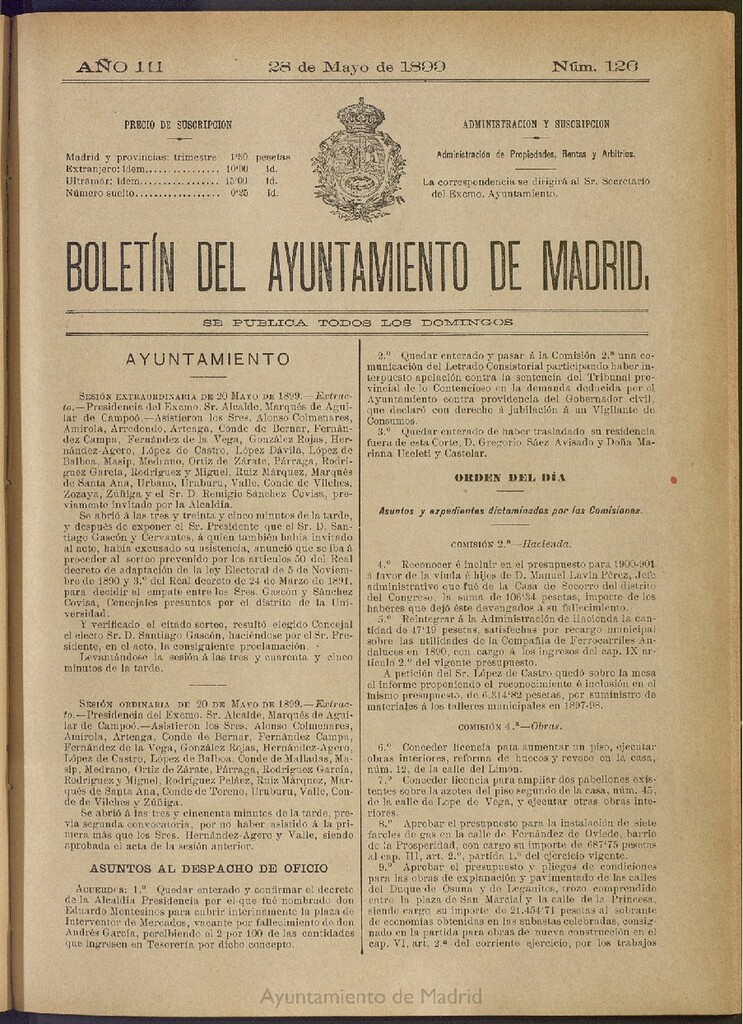 AÑO III
28 de Mayo de 1899
Núm. 126
PRECIO DE SUSCRIPCION
Madrid y provincias: trimestre 1'50 pesetas
Extranjero: ídem................ 10'00 id.
Ultramar: ídem................ 15'00 id.
Número suelto................. 0'25 id.
ADMINISTRACION Y SUSCRIPCION
Administración de Propiedades, Rentas y Arbitrios.
La correspondencia se dirigirá al Sr. Secretario
del Excmo. Ayuntamiento.
BOLETÍN DEL AYUNTAMIENTO DE MADRID.
SE PUBLICA TODOS LOS DOMINGOS
AYUNTAMIENTO
SESIÓN EXTRAORDINARIA DE 20 MAYO DE 1899.—Extrac-
to.—Presidencia del Excmo. Sr. Alcalde, Marqués de Agui-
lar de Campoó.—Asistieron los Sres. Alonso Colmenares,
Amírola, Arredondo, Arteaga, Conde de Bernar, Fernán-
dez Campa, Fernández de la Vega, González Rojas, Her-
nández-Agero, López de Castro, López Dávila, López de
Balboa, Masip, Medrano, Ortiz de Zárate, Párraga, Rodrí-
guez García, Rodríguez y Miguel, Ruiz Márquez, Marqués
de Santa Ana, Urbano, Uruburu, Valle, Conde de Vilches,
Zozaya, Zúñiga y el Sr. D. Remigio Sánchez Covisa, pre-
viamente invitado por la Alcaldía.
Se abrió á las tres y treinta y cinco minutos de la tarde,
y después de exponer el Sr. Presidente que el Sr. D. San-
tiago Gascón y Cervantes, á quien también había invitado
al acto, había excusado su asistencia, anunció que se iba á
proceder al sorteo prevenido por los artículos 50 del Real
decreto de adaptación de la ley Electoral de 5 de Noviem-
bre de 1890 y 3.º del Real decreto de 24 de Marzo de 1891,
para decidir el empate entre los Sres. Gascón y Sánchez
Covisa, Concejales presuntos por el distrito de la Uni-
versidad.
Y verificado el citado sorteo, resultó elegido Concejal
el electo Sr. D. Santiago Gascón, haciéndose por el Sr. Pre-
sidente, en el acto, la consiguiente proclamación.
Levantándose la sesión á las tres y cuarenta y cinco
minutos de la tarde.
SESIÓN ORDINARIA DE 20 DE MAYO DE 1899.—Extrac-
to.—Presidencia del Excmo. Sr. Alcalde, Marqués de Agui-
lar de Campoó.—Asistieron los Sres. Alonso Colmenares,
Amírola, Arteaga, Conde de Bernar, Fernández Campa,
Fernández de la Vega, González Rojas, Hernández-Agero,
López de Castro, López de Balboa, Conde de Malladas, Ma-
sip, Medrano, Ortiz de Zárate, Párraga, Rodríguez García,
Rodríguez y Miguel, Rodríguez Peláez, Ruiz Márquez, Mar-
qués de Santa Ana, Conde de Toreno, Uruburu, Valle, Con-
de de Vilches y Zúñiga.
Se abrió á las tres y cincuenta minutos de la tarde, pre-
via segunda convocatoria, por no haber asistido á la pri-
mera más que los Sres. Hernández-Agero y Valle, siendo
aprobada el acta de la sesión anterior.
ASUNTOS AL DESPACHO DE OFICIO
ACUERDOS: 1.º Quedar enterado y confirmar el decreto
de la Alcaldía Presidencia por el que fué nombrado don
Eduardo Montesinos para cubrir interinamente la plaza de
Interventor de Mercados, vacante por fallecimiento de don
Andrés García, percibiendo el 2 por 100 de las cantidades
que ingresen en Tesorería por dicho concepto.
2.º Quedar enterado y pasar á la Comisión 2.ª una co-
municación del Letrado Consistorial participando haber in-
terpuesto apelación contra la sentencia del Tribunal pro-
vincial de lo Contencioso en la demanda deducida por el
Ayuntamiento contra providencia del Gobernador civil,
que declaró con derecho á jubilación á un Vigilante de
Consumos.
3.º Quedar enterado de haber trasladado su residencia
fuera de esta Corte, D. Gregorio Sáez Avisado y Doña Ma-
riana Uceleti y Castelar.
ORDEN DEL DÍA
Asuntos y expedientes dictaminados por las Comisiones.
COMISIÓN 2.ª—Hacienda.
4.º Reconocer é incluir en el presupuesto para 1900-901
á favor de la viuda é hijos de D. Manuel Lavin Pérez, Jefe
administrativo que fué de la Casa de Socorro del distrito
del Congreso, la suma de 106'34 pesetas, importe de los
haberes que dejó éste devengados á su fallecimiento.
5.º Reintegrar á la Administración de Hacienda la can-
tidad de 47'19 pesetas, satisfechas por recargo municipal
sobre las utilidades de la Compañía de Ferrocarriles An-
daluces en 1890, con cargo á los ingresos del cap. IX ar-
tículo 2.º del vigente presupuesto.
A petición del Sr. López de Castro quedó sobre la mesa
el informe proponiendo el reconocimiento é inclusión en el
mismo presupuesto, de 6.314'82 pesetas, por suministro de
materiales á los talleres municipales en 1897-98.
COMISIÓN 4.ª—Obras.
6.º Conceder licencia para aumentar un piso, ejecutar
obras interiores, reforma de huecos y revoco en la casa,
núm. 12, de la calle del Limón.
7.º Conceder licencia para ampliar dos pabellones exis-
tentes sobre la azotea del piso segundo de la casa, núm. 45,
de la calle de Lope de Vega, y ejecutar otras obras inte-
riores.
8.º Aprobar el presupuesto para la instalación de siete
faroles de gas en la calle de Fernández de Oviedo, barrio
de la Prosperidad, con cargo su importe de 687'75 pesetas
al cap. III, art. 2.º, partida 1.ª del ejercicio vigente.
9.º Aprobar el presupuesto y pliegos de condiciones
para las obras de explanación y pavimentado de las calles
del Duque de Osuna y de Leganitos, trozo comprendido
entre la plaza de San Marcial y la calle de la Princesa,
siendo cargo su importe de 21.454'71 pesetas al sobrante
de economías obtenidas en las subastas celebradas, consig-
nado en la partida para obras de nueva construcción en el
cap. VI, art. 2.º del corriente ejercicio, por los trabajos
Ayuntamiento de Madrid